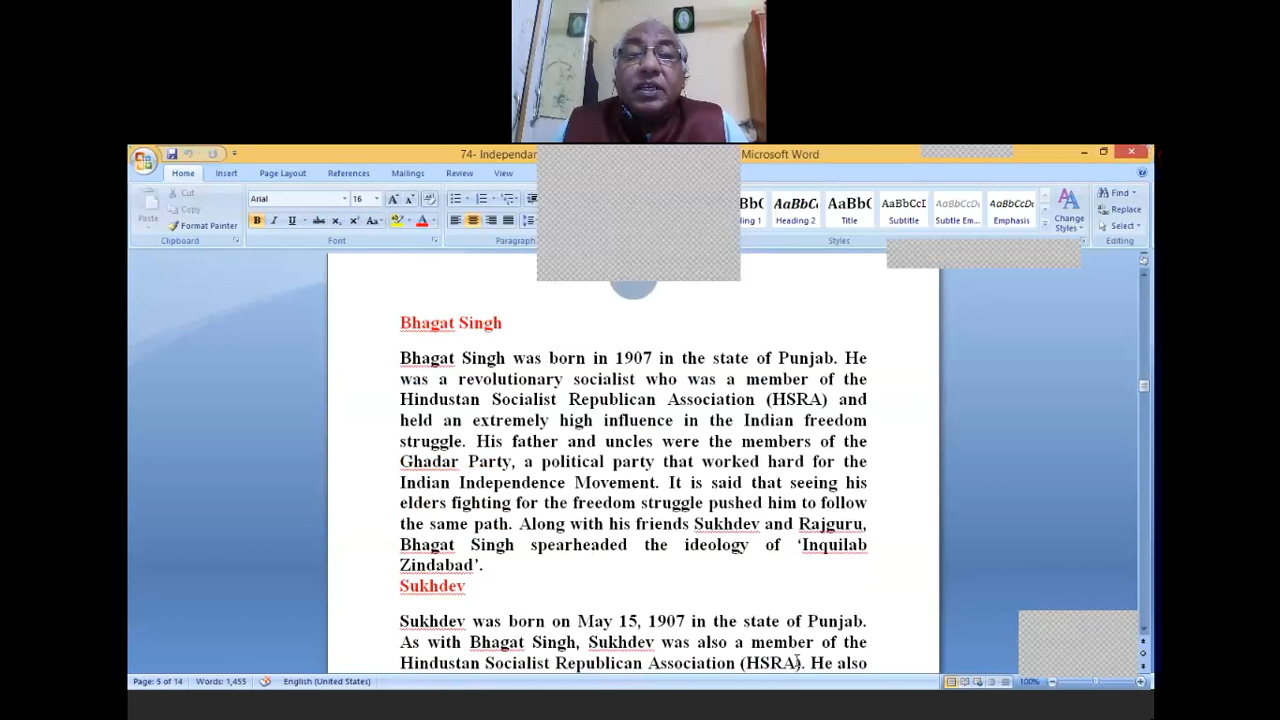 74- Independan
Microsoft Word
Home Insert Page Layout References Mailings Review View
Cut
Copy
Paste
Format Painter
Clipboard
Arial 16
Font
Paragraph
Heading 2
Title
Subtitle
Subtle Em...
Emphasis
Change Styles
Styles
Find
Replace
Select
Editing
Bhagat Singh
Bhagat Singh was born in 1907 in the state of Punjab. He
was a revolutionary socialist who was a member of the
Hindustan Socialist Republican Association (HSRA) and
held an extremely high influence in the Indian freedom
struggle. His father and uncles were the members of the
Ghadar Party, a political party that worked hard for the
Indian Independence Movement. It is said that seeing his
elders fighting for the freedom struggle pushed him to follow
the same path. Along with his friends Sukhdev and Rajguru,
Bhagat Singh spearheaded the ideology of ‘Inquilab
Zindabad’.
Sukhdev
Sukhdev was born on May 15, 1907 in the state of Punjab.
As with Bhagat Singh, Sukhdev was also a member of the
Hindustan Socialist Republican Association (HSRA). He also
Page: 5 of 14 Words: 1,455 English (United States) 100%